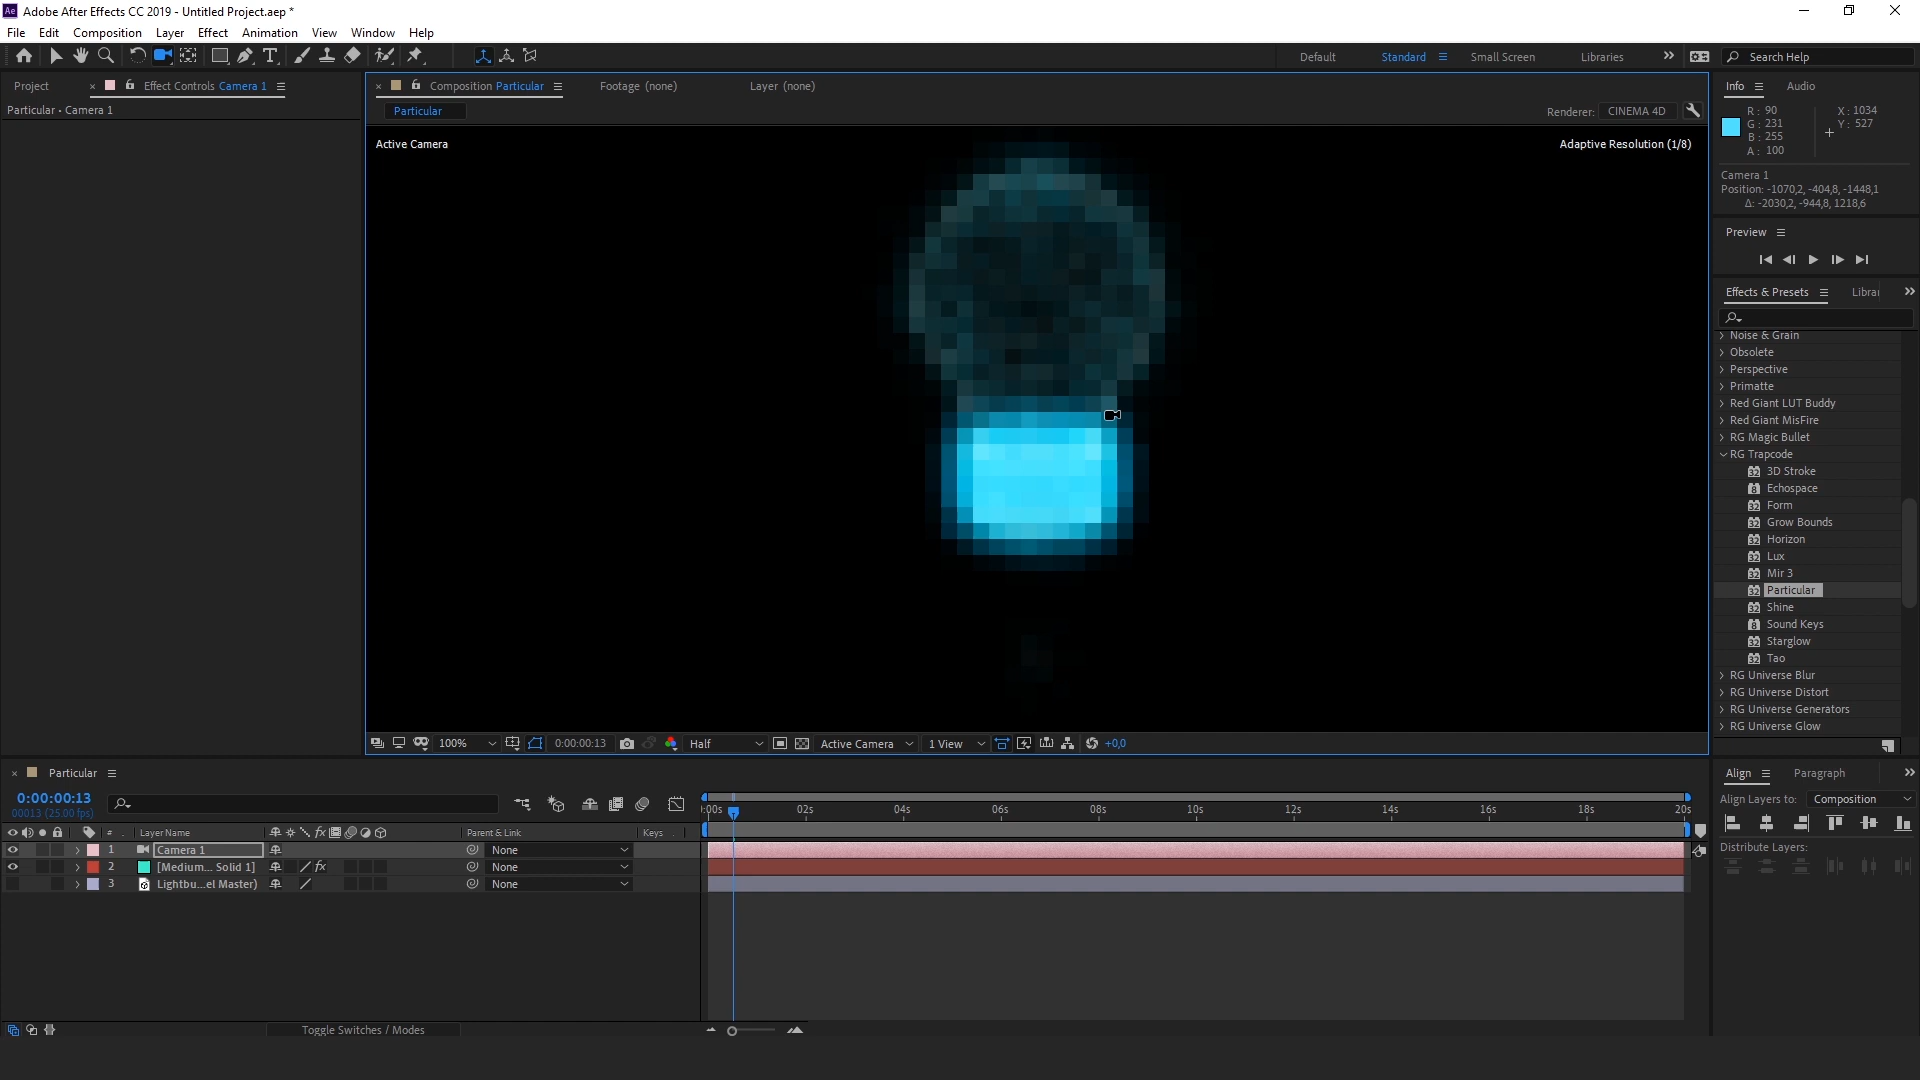 Adobe After Effects CC 2019 - Untitled Project.aep *
File Edit Composition Layer Effect Animation View Window Help
Default Standard Small Screen Libraries Search Help
Project Effect Controls Camera 1
Particular • Camera 1
Composition Particular Footage (none) Layer (none)
Particular
Renderer: CINEMA 4D
Active Camera
Adaptive Resolution (1/8)
100% 0:00:00:13 Half Active Camera 1 View +0,0
Info Audio
R: 90 X: 1034
G: 231 Y: 527
B: 255
A: 100
Camera 1
Position: -1070,2, -404,8, -1448,1
Δ: -2030,2, -944,8, 1218,6
Preview
Effects & Presets Librar
Noise & Grain
Obsolete
Perspective
Primatte
Red Giant LUT Buddy
Red Giant MisFire
RG Magic Bullet
RG Trapcode
3D Stroke
Echospace
Form
Grow Bounds
Horizon
Lux
Mir 3
Particular
Shine
Sound Keys
Starglow
Tao
RG Universe Blur
RG Universe Distort
RG Universe Generators
RG Universe Glow
Align Paragraph
Align Layers to: Composition
Distribute Layers:
Particular
0:00:00:13
00013 (25.00 fps)
# Layer Name Parent & Link Keys
1 Camera 1 None
2 [Medium... Solid 1] None
3 Lightbu...el Master) None
):00s 02s 04s 06s 08s 10s 12s 14s 16s 18s 20s
Toggle Switches / Modes